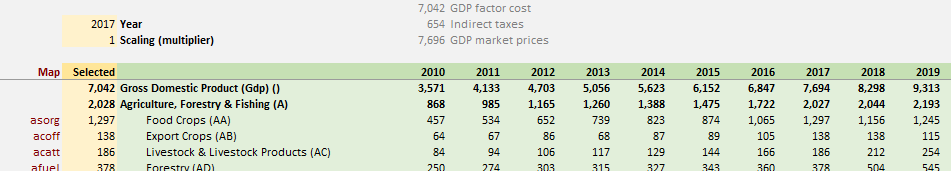 7,042 GDP factor cost
2017 Year 654 Indirect taxes
1 Scaling (multiplier) 7,696 GDP market prices
Map Selected 2010 2011 2012 2013 2014 2015 2016 2017 2018 2019
7,042 Gross Domestic Product (Gdp) () 3,571 4,133 4,703 5,056 5,623 6,152 6,847 7,694 8,298 9,313
2,028 Agriculture, Forestry & Fishing (A) 868 985 1,165 1,260 1,388 1,475 1,722 2,027 2,044 2,193
asorg 1,297 Food Crops (AA) 457 534 652 739 823 874 1,065 1,297 1,156 1,245
acoff 138 Export Crops (AB) 64 67 86 68 87 89 105 138 138 115
acatt 186 Livestock & Livestock Products (AC) 84 94 106 117 129 144 166 186 212 254
afuel 378 Forestry (AD) 250 274 303 315 327 343 360 378 504 545